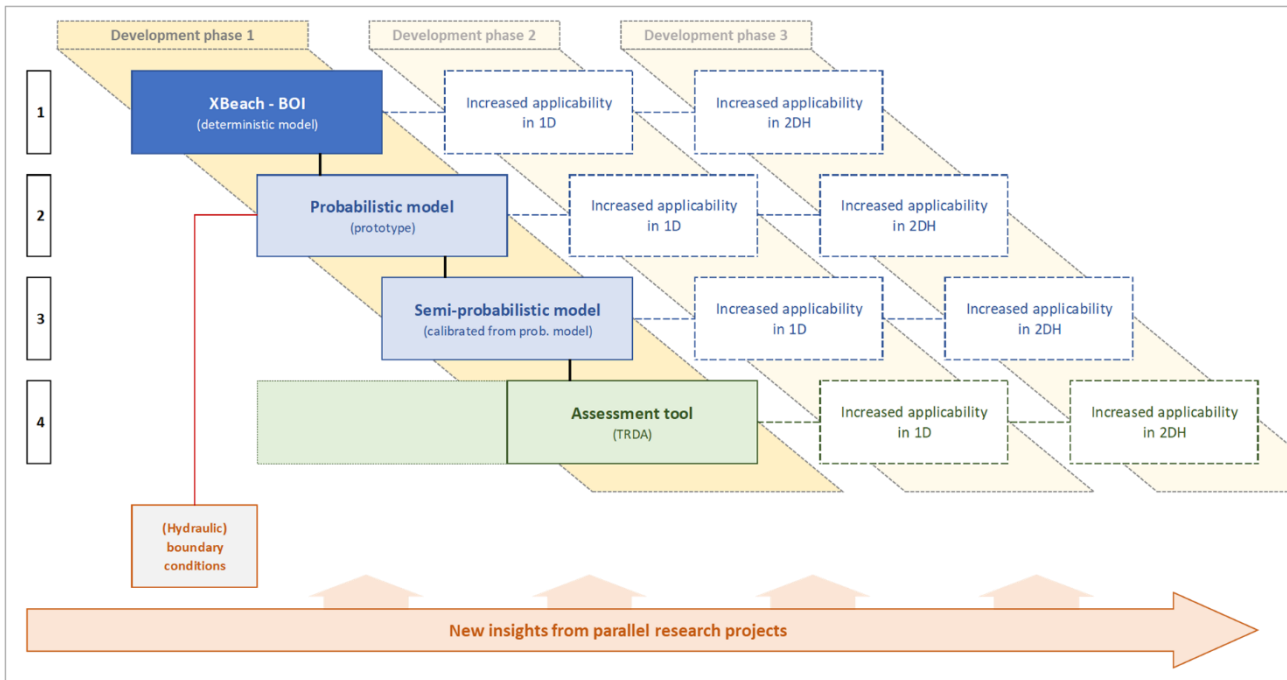 Development phase 1
Development phase 2
Development phase 3
1
XBeach - BOI
(deterministic model)
Increased applicability
in 1D
Increased applicability
in 2DH
2
Probabilistic model
(prototype)
Increased applicability
in 1D
Increased applicability
in 2DH
3
Semi-probabilistic model
(calibrated from prob. model)
Increased applicability
in 1D
Increased applicability
in 2DH
4
Assessment tool
(TRDA)
Increased applicability
in 1D
Increased applicability
in 2DH
(Hydraulic)
boundary
conditions
New insights from parallel research projects